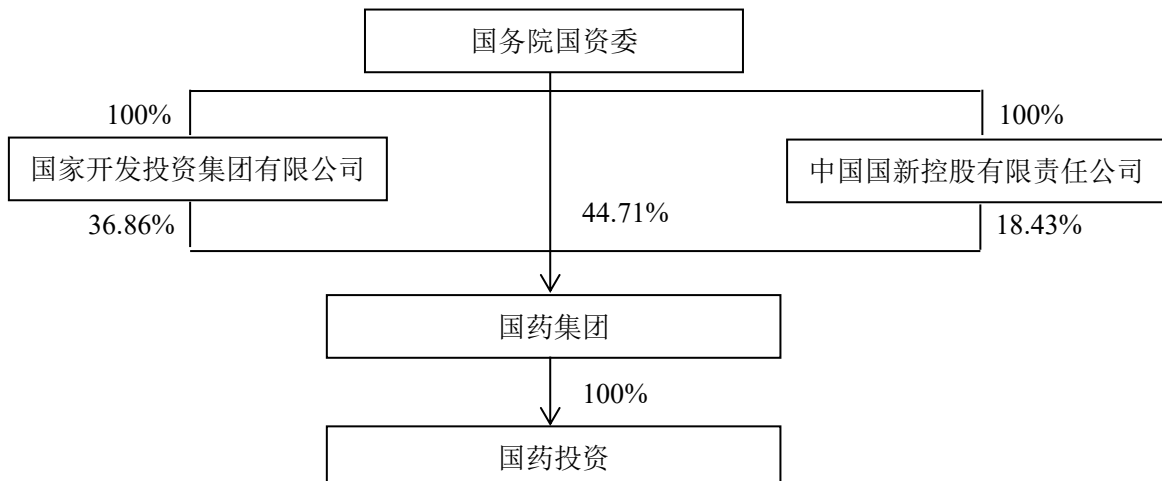 国务院国资委
100%
100%
国家开发投资集团有限公司
中国国新控股有限责任公司
36.86%
44.71%
18.43%
国药集团
100%
国药投资